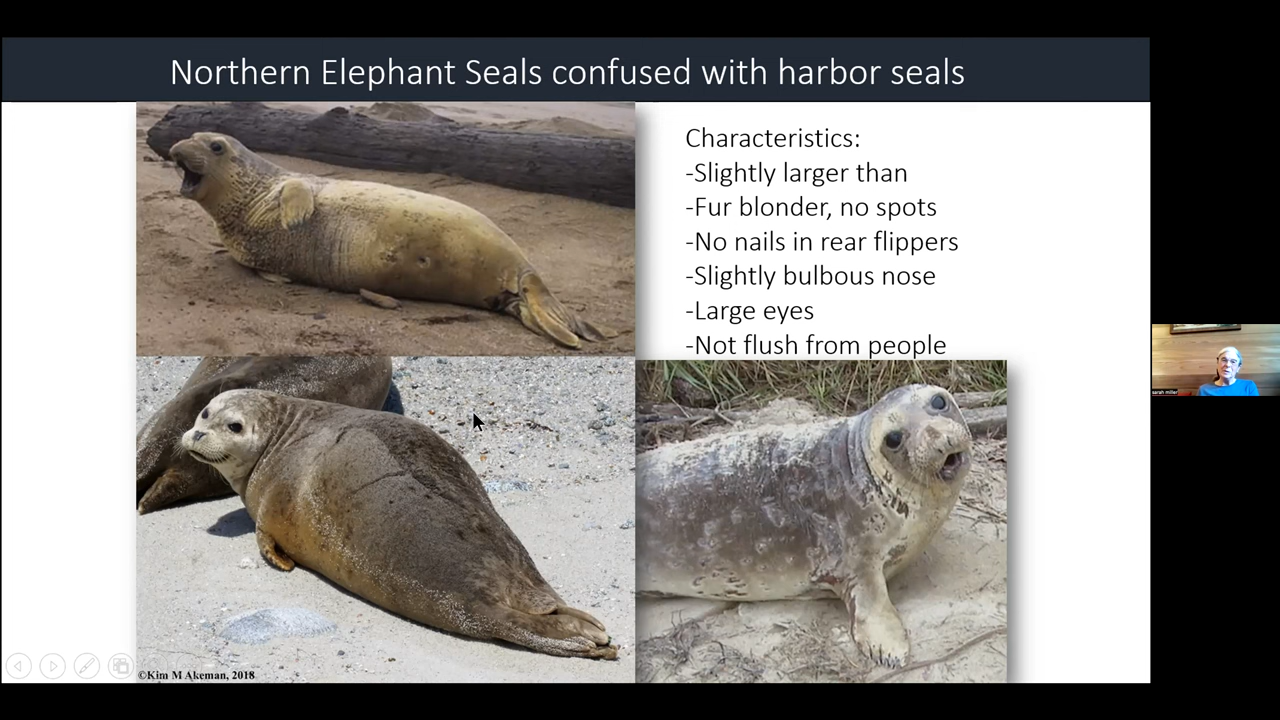 Northern Elephant Seals confused with harbor seals
Characteristics:
-Slightly larger than
-Fur blonder, no spots
-No nails in rear flippers
-Slightly bulbous nose
-Large eyes
-Not flush from people
sarah miller
©Kim M Akeman, 2018